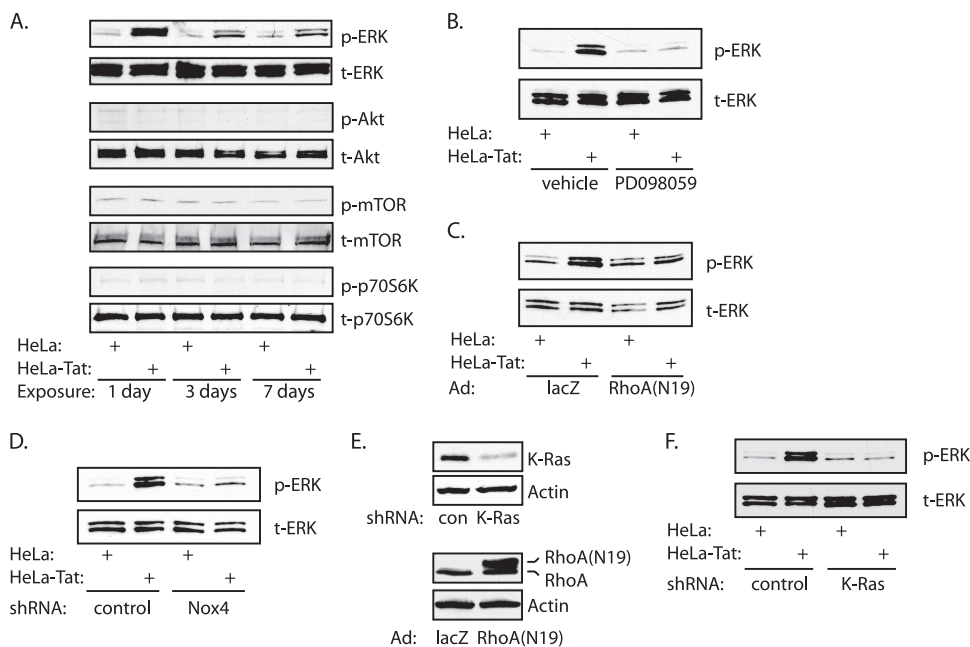 A.
p-ERK
t-ERK
p-Akt
t-Akt
p-mTOR
t-mTOR
p-p70S6K
t-p70S6K
HeLa: + + +
HeLa-Tat: + + +
Exposure: 1 day 3 days 7 days
B.
p-ERK
t-ERK
HeLa: + +
HeLa-Tat: + +
vehicle PD098059
C.
p-ERK
t-ERK
HeLa: + +
HeLa-Tat: + +
Ad: lacZ RhoA(N19)
D.
p-ERK
t-ERK
HeLa: + +
HeLa-Tat: + +
shRNA: control Nox4
E.
K-Ras
Actin
shRNA: con K-Ras
RhoA(N19)
RhoA
Actin
Ad: lacZ RhoA(N19)
F.
p-ERK
t-ERK
HeLa: + +
HeLa-Tat: + +
shRNA: control K-Ras